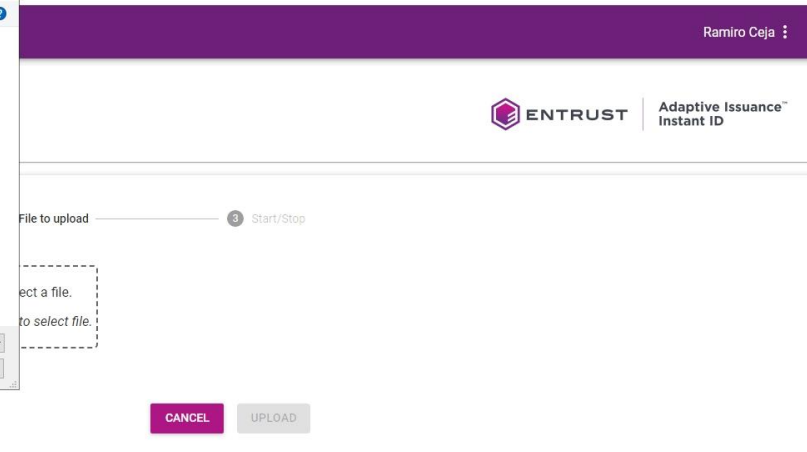 ?
Ramiro Ceja
ENTRUST
Adaptive Issuance™
Instant ID
File to upload
3 Start/Stop
ect a file.
to select file.
CANCEL
UPLOAD